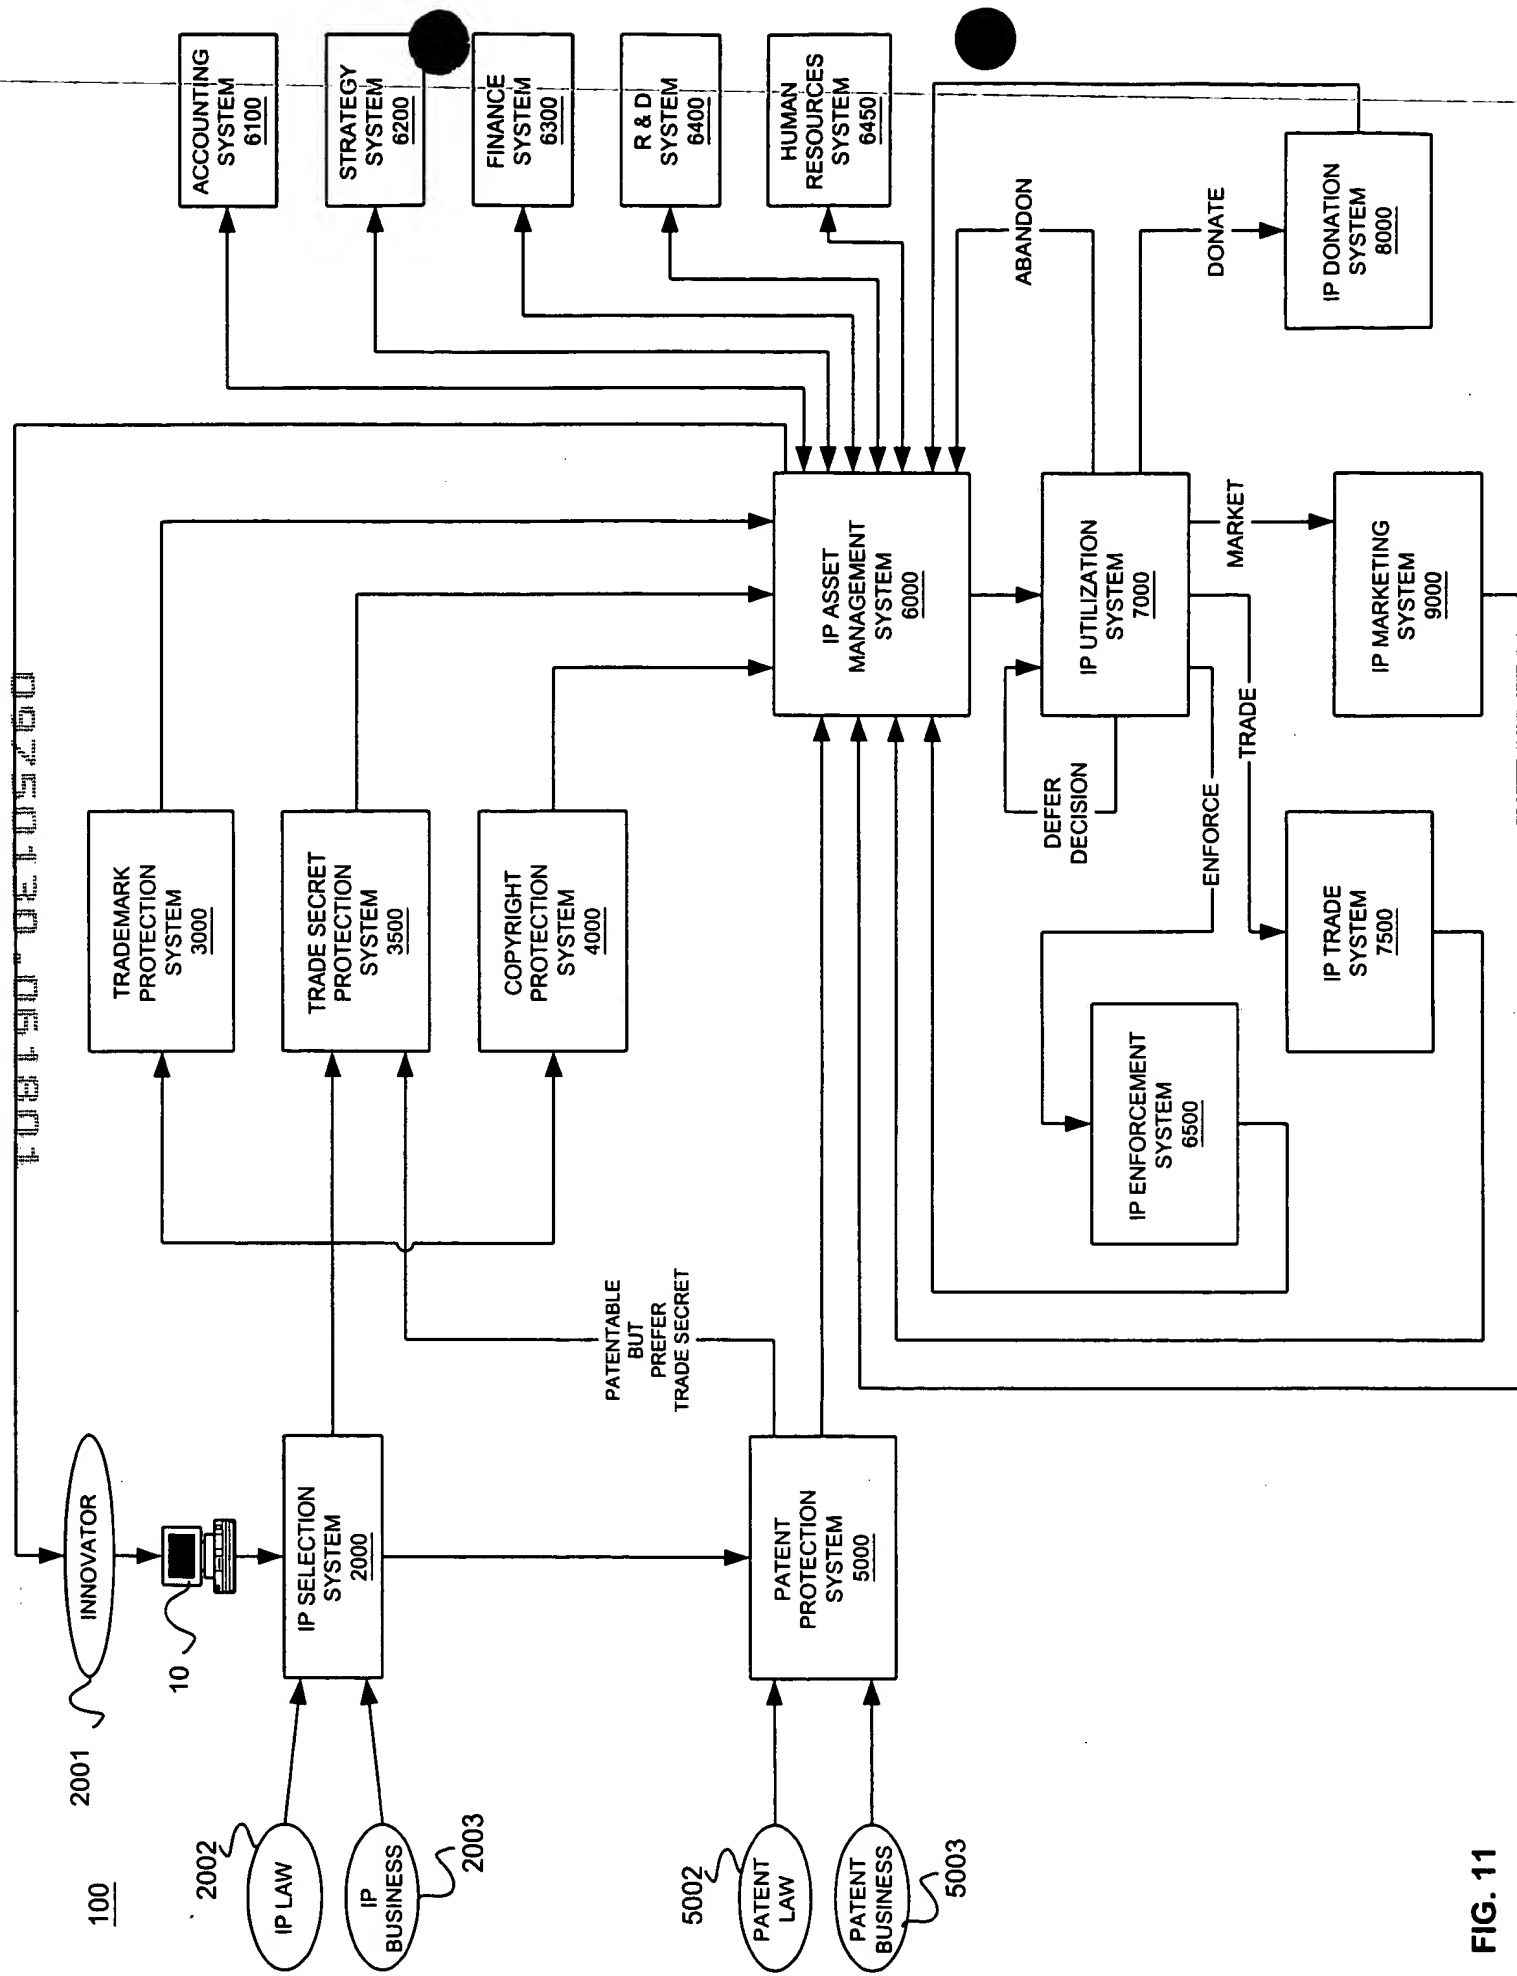 100
2001
INNOVATOR
10
2002
IP LAW
IP
BUSINESS
2003
IP SELECTION
SYSTEM
2000
5002
PATENT
LAW
PATENT
BUSINESS
5003
PATENT
PROTECTION
SYSTEM
5000
PATENTABLE
BUT
PREFER
TRADE SECRET
TRADEMARK
PROTECTION
SYSTEM
3000
TRADE SECRET
PROTECTION
SYSTEM
3500
COPYRIGHT
PROTECTION
SYSTEM
4000
IP ASSET
MANAGEMENT
SYSTEM
6000
ACCOUNTING
SYSTEM
6100
STRATEGY
SYSTEM
6200
FINANCE
SYSTEM
6300
R & D
SYSTEM
6400
HUMAN
RESOURCES
SYSTEM
6450
IP UTILIZATION
SYSTEM
7000
DEFER
DECISION
ENFORCE
TRADE
MARKET
ABANDON
DONATE
IP ENFORCEMENT
SYSTEM
6500
IP TRADE
SYSTEM
7500
IP MARKETING
SYSTEM
9000
IP DONATION
SYSTEM
8000
FIG. 11